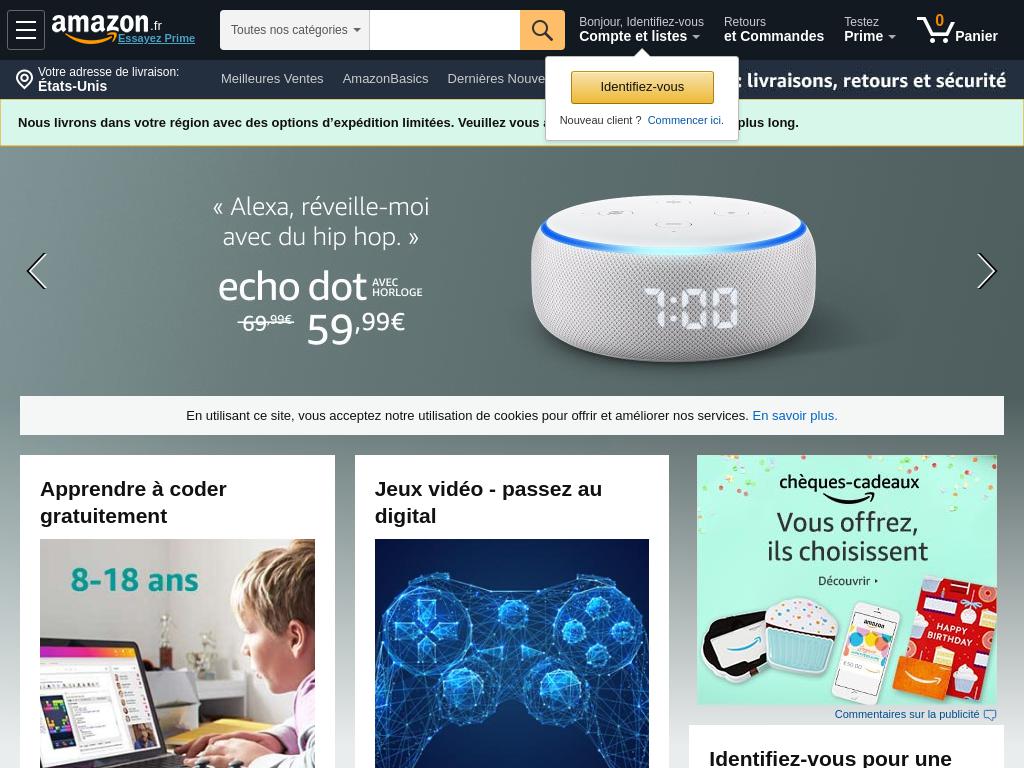 amazon.fr
Essayez Prime
Toutes nos catégories
Bonjour, Identifiez-vous
Compte et listes
Retours
et Commandes
Testez
Prime
0
Panier
Votre adresse de livraison:
États-Unis
Meilleures Ventes
AmazonBasics
Dernières Nouve
: livraisons, retours et sécurité
Identifiez-vous
Nouveau client ? Commencer ici.
Nous livrons dans votre région avec des options d’expédition limitées. Veuillez vous
plus long.
« Alexa, réveille-moi
avec du hip hop. »
echo dot AVEC
HORLOGE
69,99€ 59,99€
7:00
En utilisant ce site, vous acceptez notre utilisation de cookies pour offrir et améliorer nos services. En savoir plus.
Apprendre à coder
gratuitement
8-18 ans
Jeux vidéo - passez au
digital
chèques-cadeaux
Vous offrez,
ils choisissent
Découvrir
amazon
€50.00
HAPPY
BIRTHDAY
Commentaires sur la publicité
Identifiez-vous pour une